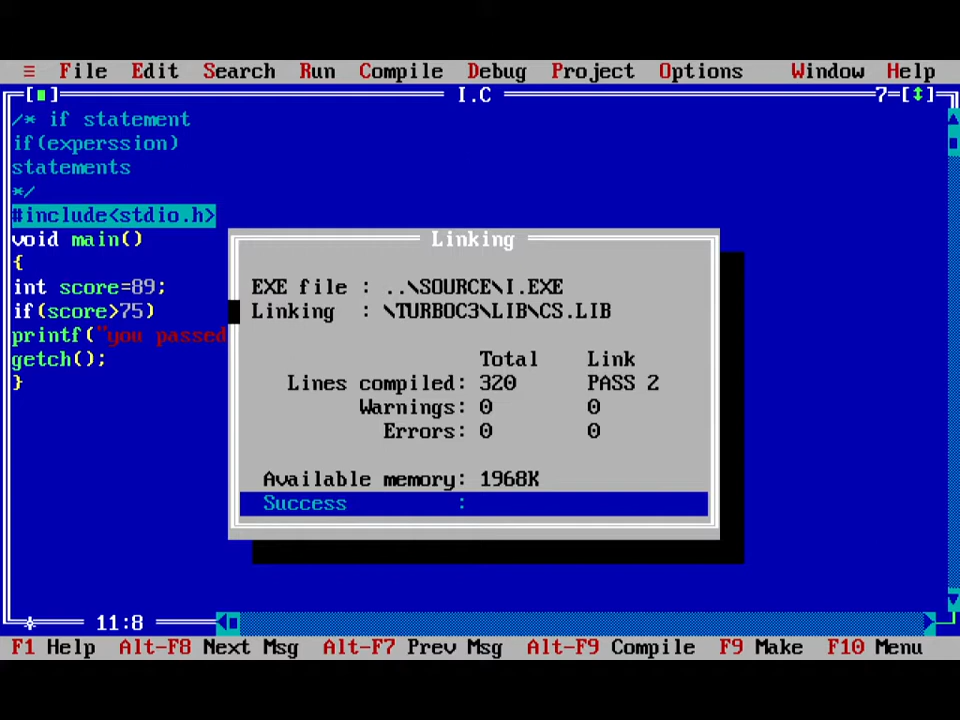 ≡ File Edit Search Run Compile Debug Project Options Window Help
[■] I.C 7=[↕]
/* if statement
if(experssion)
statements
*/
#include<stdio.h>
void main()
{
int score=89;
if(score>75)
printf("you passed
getch();
}
Linking
EXE file : ..\SOURCE\I.EXE
Linking : \TURBOC3\LIB\CS.LIB
Total Link
Lines compiled: 320 PASS 2
Warnings: 0 0
Errors: 0 0
Available memory: 1968K
Success :
11:8
F1 Help Alt-F8 Next Msg Alt-F7 Prev Msg Alt-F9 Compile F9 Make F10 Menu